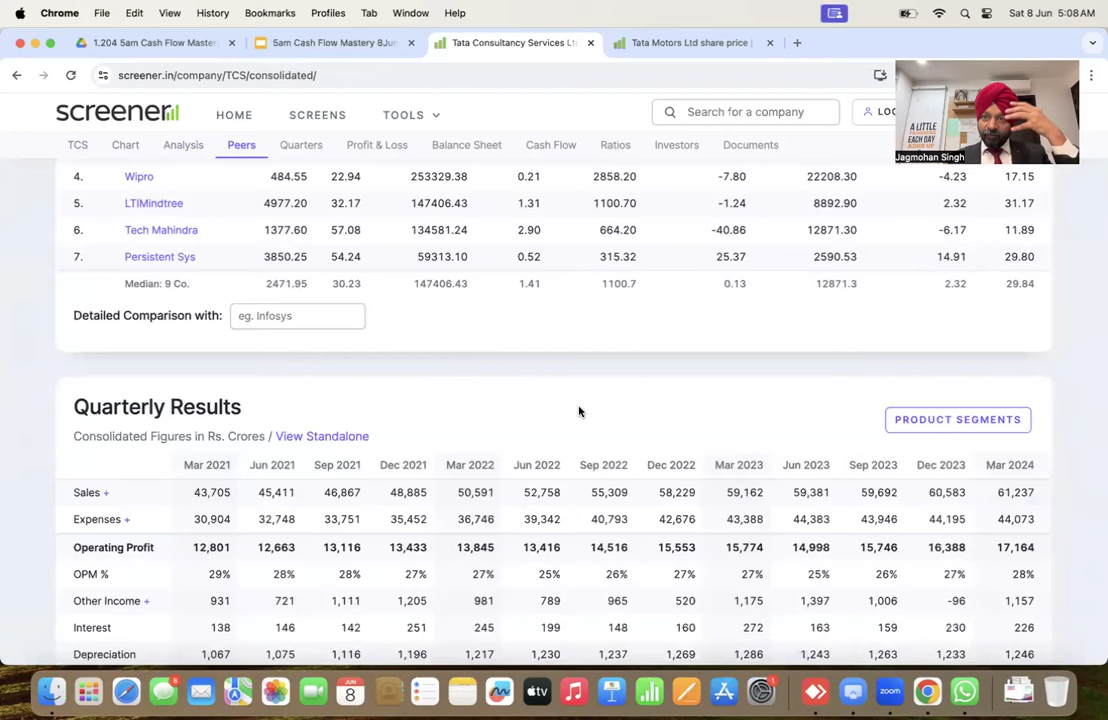 Chrome File Edit View History Bookmarks Profiles Tab Window Help Sat 8 Jun 5:08 AM
1.204 5am Cash Flow Master 5am Cash Flow Mastery 8Jun Tata Consultancy Services Lt Tata Motors Ltd share price |
screener.in/company/TCS/consolidated/
screener HOME SCREENS TOOLS Search for a company
TCS Chart Analysis Peers Quarters Profit & Loss Balance Sheet Cash Flow Ratios Investors Documents
A LITTLE
EACH DAY
ADDS UP
Jagmohan Singh
4. Wipro 484.55 22.94 253329.38 0.21 2858.20 -7.80 22208.30 -4.23 17.15
5. LTIMindtree 4977.20 32.17 147406.43 1.31 1100.70 -1.24 8892.90 2.32 31.17
6. Tech Mahindra 1377.60 57.08 134581.24 2.90 664.20 -40.86 12871.30 -6.17 11.89
7. Persistent Sys 3850.25 54.24 59313.10 0.52 315.32 25.37 2590.53 14.91 29.80
Median: 9 Co. 2471.95 30.23 147406.43 1.41 1100.7 0.13 12871.3 2.32 29.84
Detailed Comparison with: eg. Infosys
Quarterly Results
Consolidated Figures in Rs. Crores / View Standalone
PRODUCT SEGMENTS
Mar 2021 Jun 2021 Sep 2021 Dec 2021 Mar 2022 Jun 2022 Sep 2022 Dec 2022 Mar 2023 Jun 2023 Sep 2023 Dec 2023 Mar 2024
Sales + 43,705 45,411 46,867 48,885 50,591 52,758 55,309 58,229 59,162 59,381 59,692 60,583 61,237
Expenses + 30,904 32,748 33,751 35,452 36,746 39,342 40,793 42,676 43,388 44,383 43,946 44,195 44,073
Operating Profit 12,801 12,663 13,116 13,433 13,845 13,416 14,516 15,553 15,774 14,998 15,746 16,388 17,164
OPM % 29% 28% 28% 27% 27% 25% 26% 27% 27% 25% 26% 27% 28%
Other Income + 931 721 1,111 1,205 981 789 965 520 1,175 1,397 1,006 -96 1,157
Interest 138 146 142 251 245 199 148 160 272 163 159 230 226
Depreciation 1,067 1,075 1,116 1,196 1,217 1,230 1,237 1,269 1,286 1,243 1,263 1,233 1,246
JUN
8
8
tv
1
zoom